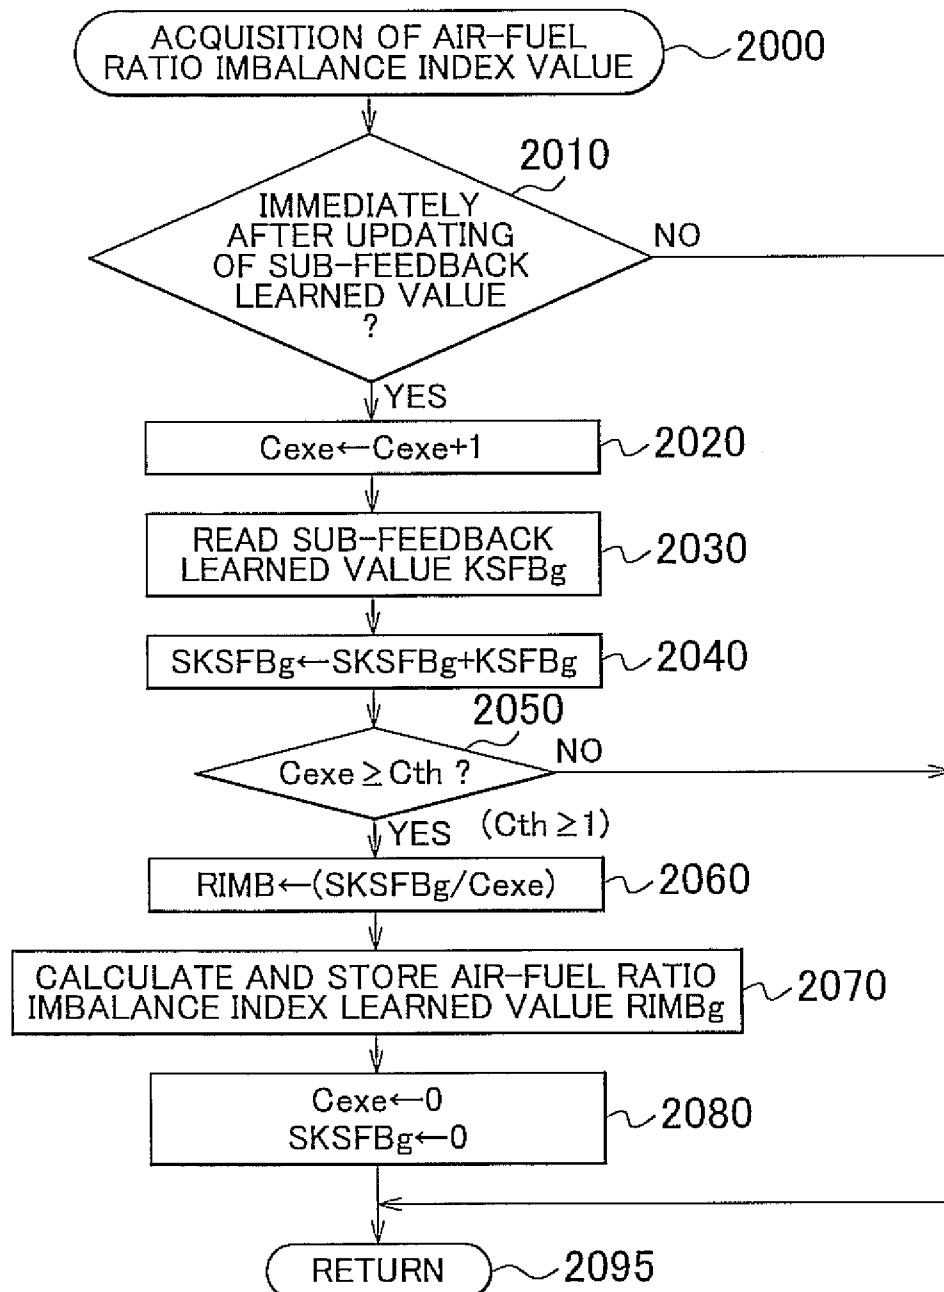 ACQUISITION OF AIR-FUEL
RATIO IMBALANCE INDEX VALUE
2000
2010
IMMEDIATELY
AFTER UPDATING
OF SUB-FEEDBACK
LEARNED VALUE
?
NO
YES
Cexe←Cexe+1
2020
READ SUB-FEEDBACK
LEARNED VALUE KSFBg
2030
SKSFBg←SKSFBg+KSFBg
2040
2050
Cexe≧Cth ?
NO
YES (Cth≧1)
RIMB←(SKSFBg/Cexe)
2060
CALCULATE AND STORE AIR-FUEL RATIO
IMBALANCE INDEX LEARNED VALUE RIMBg
2070
Cexe←0
SKSFBg←0
2080
RETURN
2095